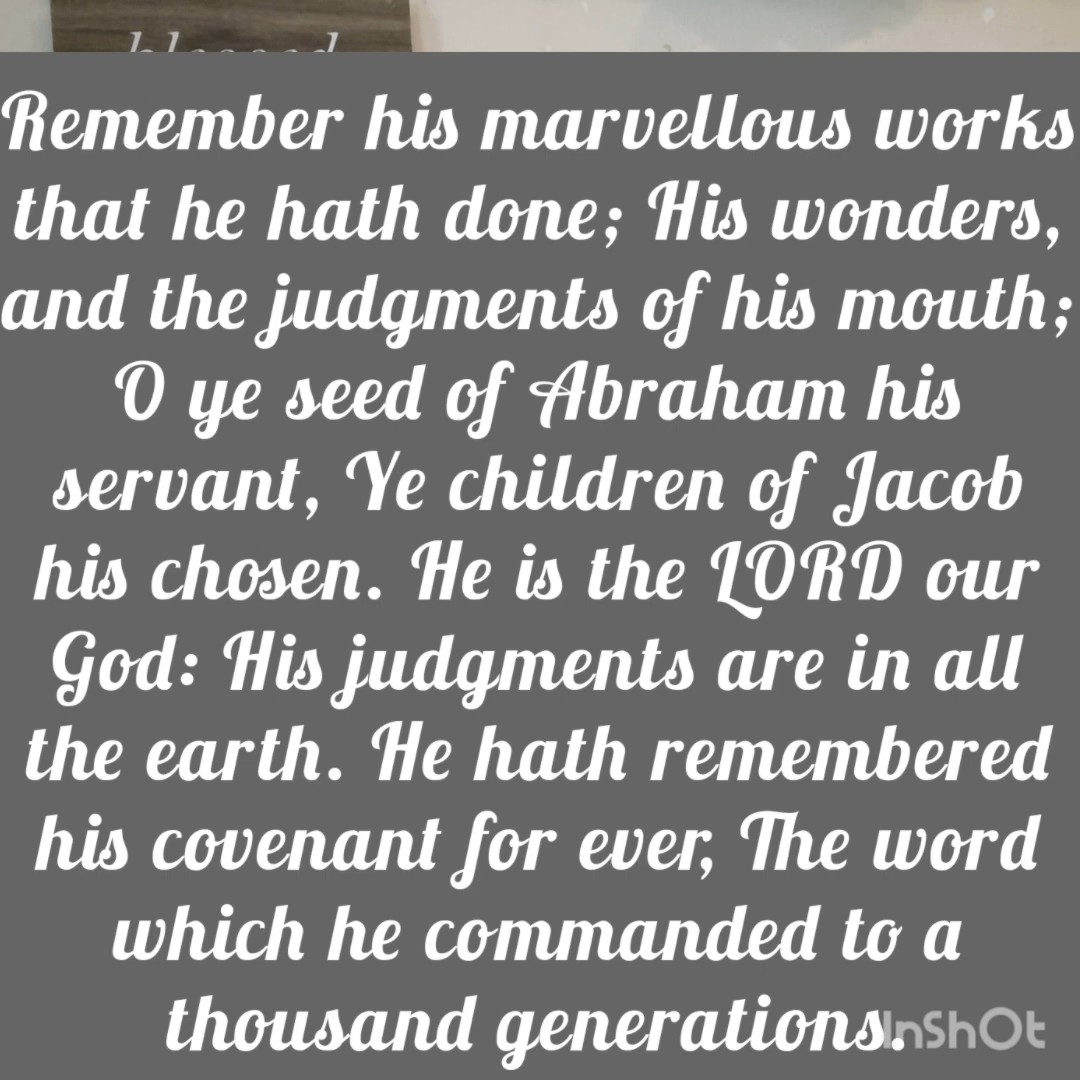 blessed
Remember his marvellous works
that he hath done; His wonders,
and the judgments of his mouth;
O ye seed of Abraham his
servant, Ye children of Jacob
his chosen. He is the LORD our
God: His judgments are in all
the earth. He hath remembered
his covenant for ever, The word
which he commanded to a
thousand generations.
InShOt